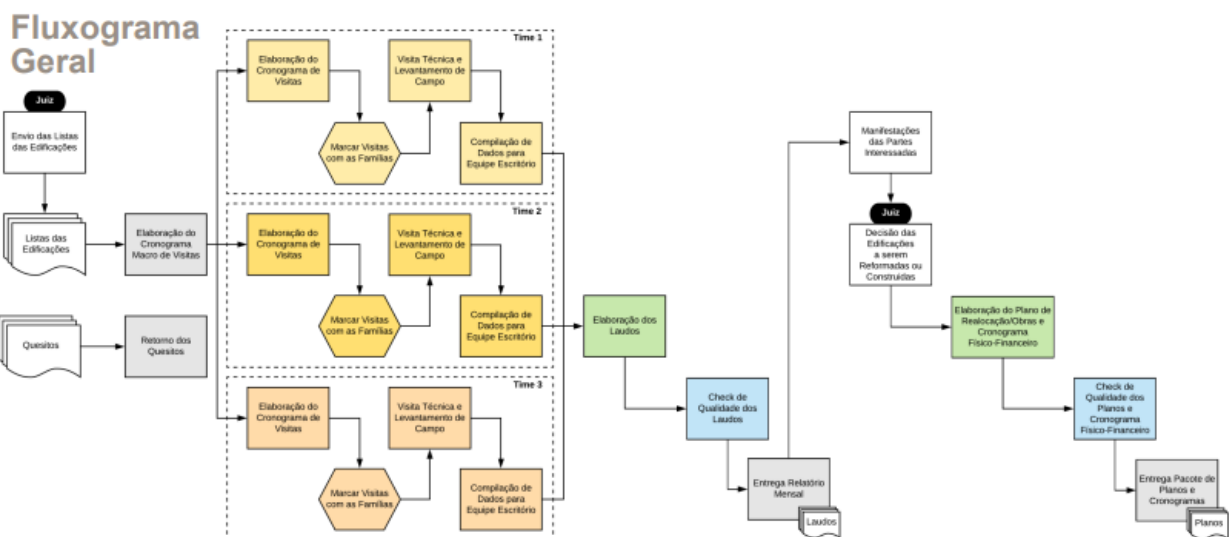 Fluxograma
Geral
Juiz
Envio das Listas
das Edificações
Listas das
Edificações
Elaboração do
Cronograma
Macro de Visitas
Quesitos
Retorno dos
Quesitos
Time 1
Elaboração do
Cronograma de
Visitas
Marcar Visitas
com as Famílias
Visita Técnica e
Levantamento de
Campo
Compilação de
Dados para
Equipe Escritório
Time 2
Elaboração do
Cronograma de
Visitas
Marcar Visitas
com as Famílias
Visita Técnica e
Levantamento de
Campo
Compilação de
Dados para
Equipe Escritório
Time 3
Elaboração do
Cronograma de
Visitas
Marcar Visitas
com as Famílias
Visita Técnica e
Levantamento de
Campo
Compilação de
Dados para
Equipe Escritório
Elaboração dos
Laudos
Check de
Qualidade dos
Laudos
Entrega Relatório
Mensal
Laudos
Manifestações
das Partes
Interessadas
Juiz
Decisão das
Edificações
a serem
Reformadas ou
Construidas
Elaboração do Plano de
Realocação/Obras e
Cronograma
Físico-Financeiro
Check de
Qualidade dos
Planos e
Cronograma
Físico-Financeiro
Entrega Pacote de
Planos e
Cronogramas
Planos